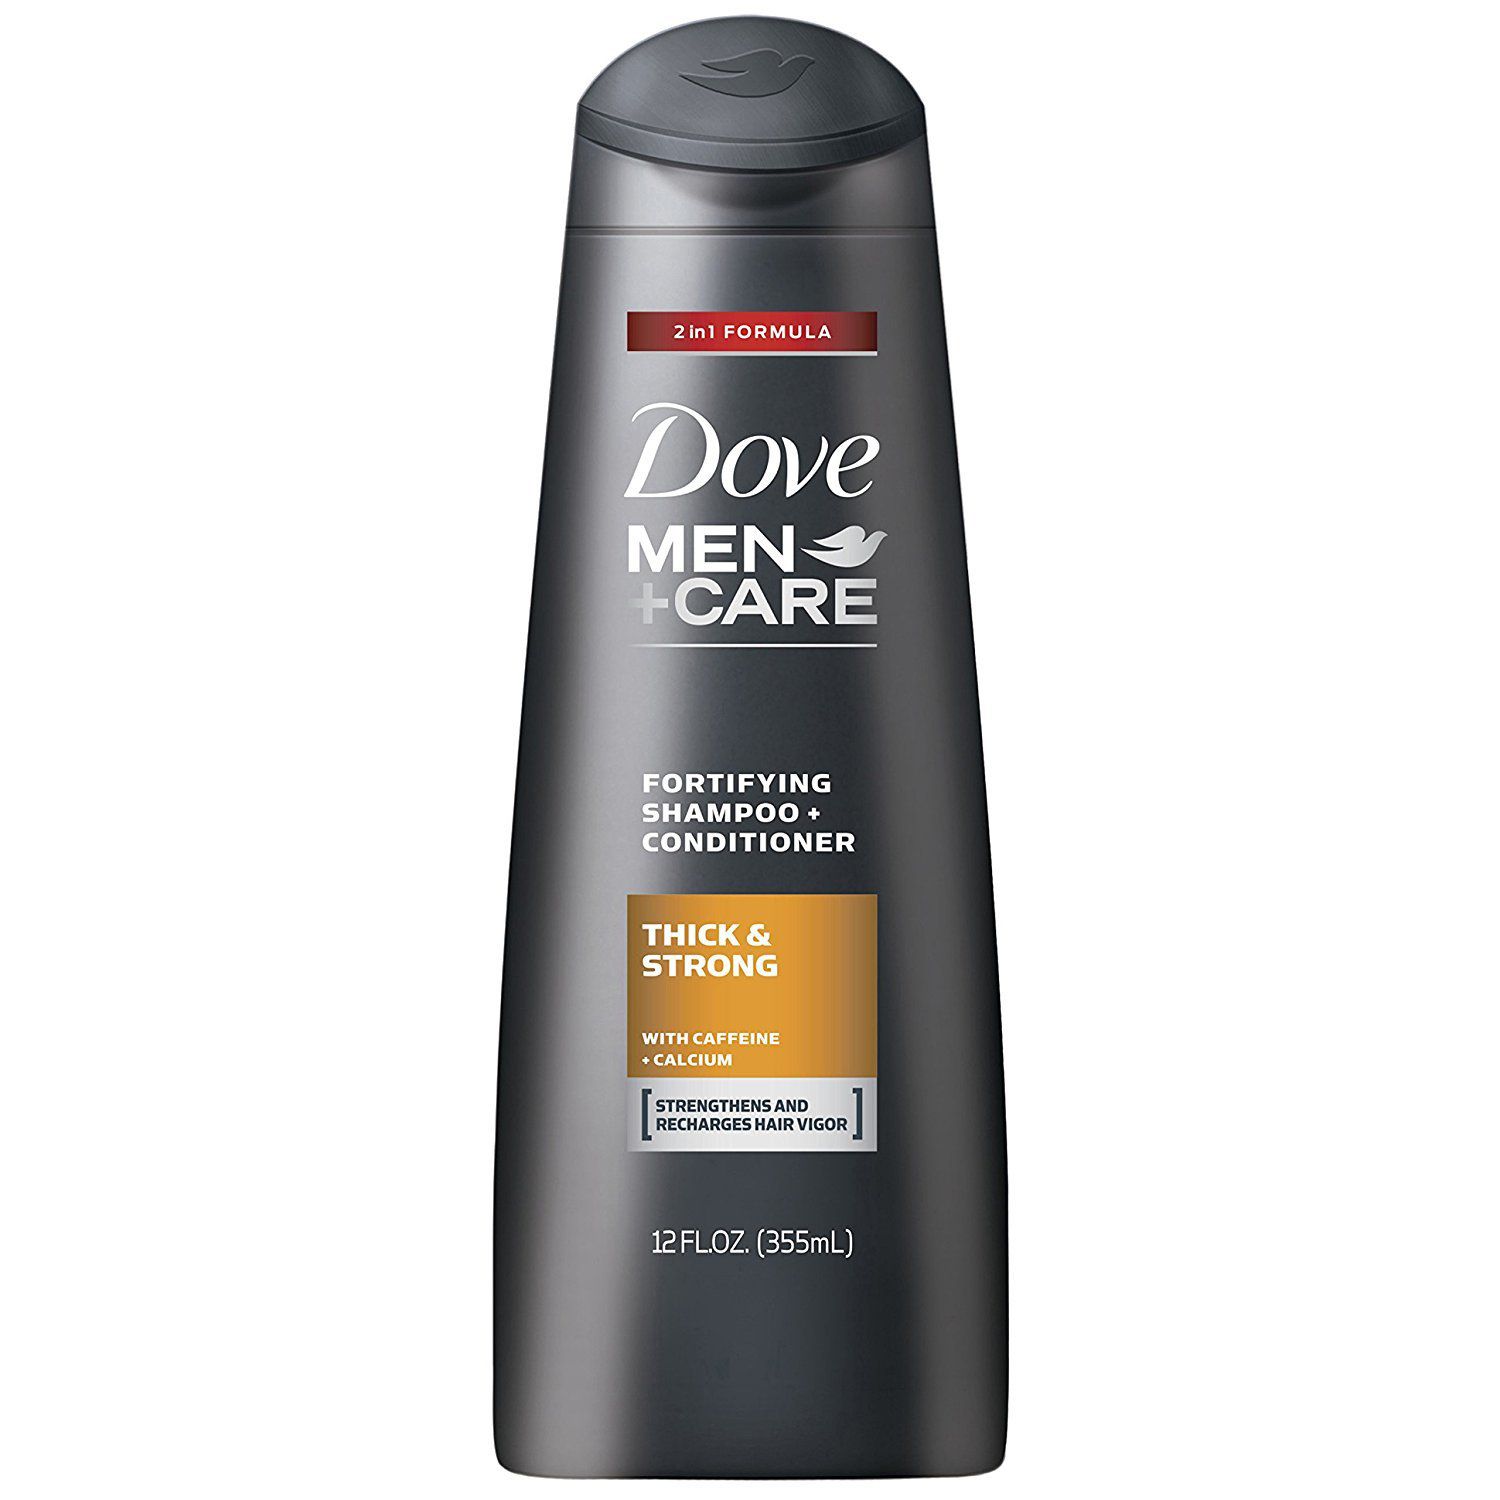 2in1 FORMULA
Dove
MEN
+CARE
FORTIFYING
SHAMPOO +
CONDITIONER
THICK &
STRONG
WITH CAFFEINE
+ CALCIUM
[STRENGTHENS AND
RECHARGES HAIR VIGOR]
12 FL.OZ. (355mL)